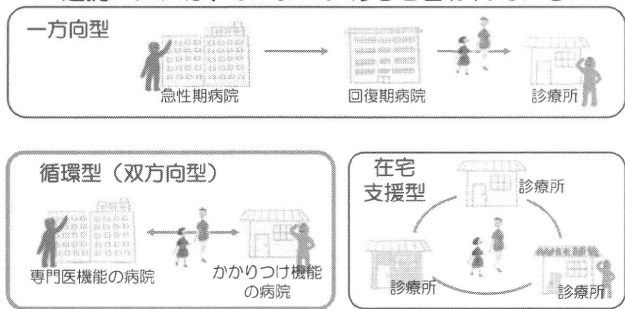 一方向型
急性期病院
回復期病院
診療所
循環型（双方向型）
専門医機能の病院
かかりつけ機能
の病院
在宅
支援型
診療所
診療所
診療所